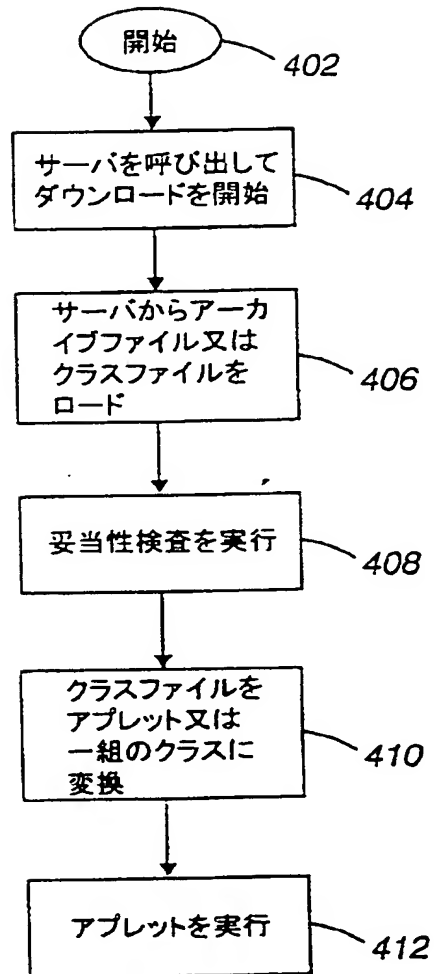 開始
402
サーバを呼び出して
ダウンロードを開始
404
サーバからアーカ
イブファイル又は
クラスファイルを
ロード
406
妥当性検査を実行
408
クラスファイルを
アプレット又は
一組のクラスに
変換
410
アプレットを実行
412